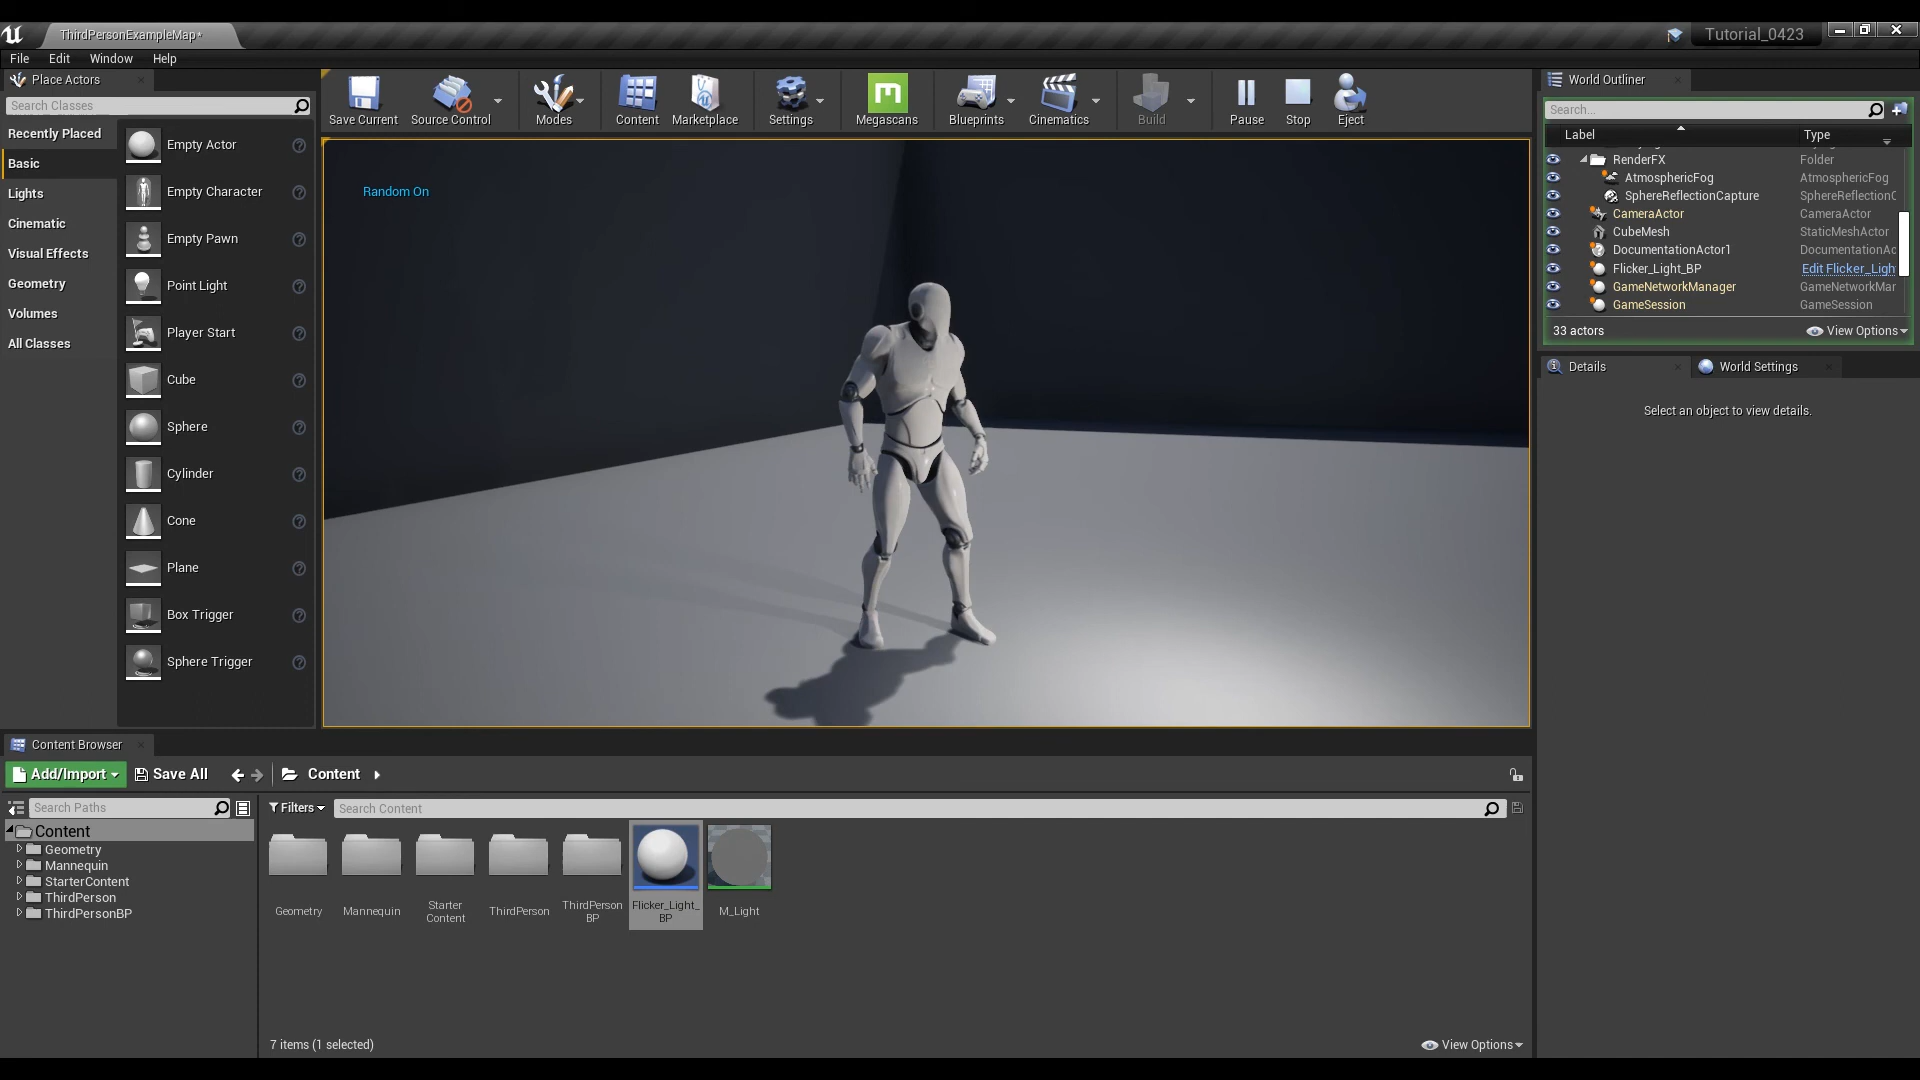 ThirdPersonExampleMap*
Tutorial_0423
File Edit Window Help
Place Actors
Search Classes
Recently Placed
Basic
Lights
Cinematic
Visual Effects
Geometry
Volumes
All Classes
Empty Actor
Empty Character
Empty Pawn
Point Light
Player Start
Cube
Sphere
Cylinder
Cone
Plane
Box Trigger
Sphere Trigger
Save Current
Source Control
Modes
Content
Marketplace
Settings
Megascans
Blueprints
Cinematics
Build
Pause
Stop
Eject
Random On
World Outliner
Search...
Label Type
RenderFX Folder
AtmosphericFog AtmosphericFog
SphereReflectionCapture SphereReflectionC
CameraActor CameraActor
CubeMesh StaticMeshActor
DocumentationActor1 DocumentationAc
Flicker_Light_BP Edit Flicker_Ligh
GameNetworkManager GameNetworkMar
GameSession GameSession
33 actors View Options
Details
World Settings
Select an object to view details.
Content Browser
Add/Import
Save All
Content
Search Paths
Content
Geometry
Mannequin
StarterContent
ThirdPerson
ThirdPersonBP
Filters
Search Content
Geometry
Mannequin
Starter
Content
ThirdPerson
ThirdPerson
BP
Flicker_Light_
BP
M_Light
7 items (1 selected)
View Options